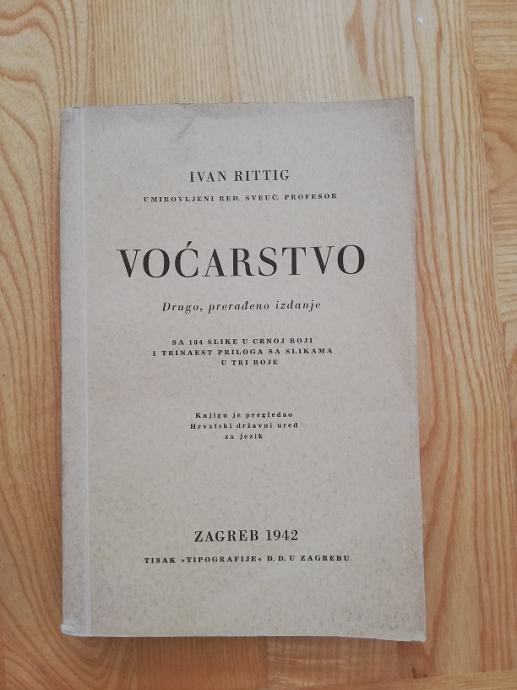 IVAN RITTIG
UMIROVLJENI RED. SVEUČ. PROFESOR
VOĆARSTVO
Drugo, prerađeno izdanje
SA 104 SLIKE U CRNOJ BOJI
I TRINAEST PRILOGA SA SLIKAMA
U TRI BOJE
Knjigu je pregledao
Hrvatski državni ured
za jezik
ZAGREB 1942
TISAK »TIPOGRAFIJE« D. D. U ZAGREBU